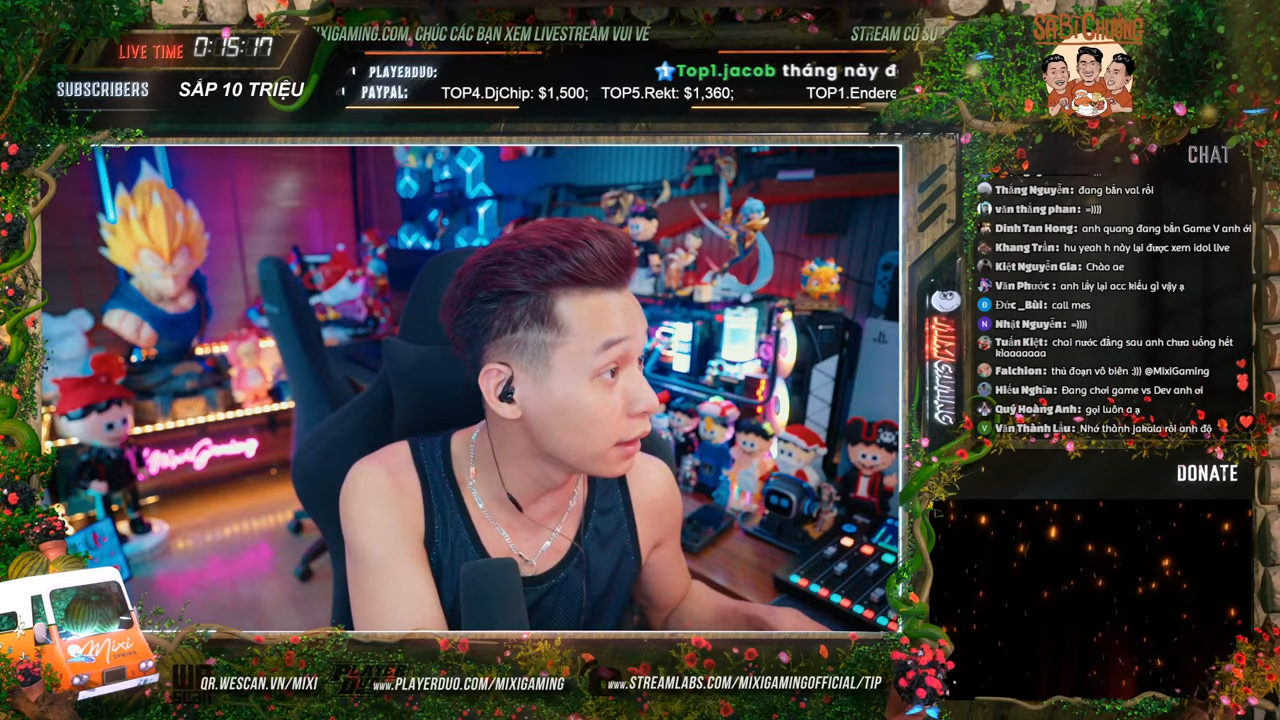 LIVE TIME 0:15:17
MIXIGAMING.COM, CHÚC CÁC BẠN XEM LIVESTREAM VUI VẺ
STREAM CÓ SỬ
SUBSCRIBERS SẮP 10 TRIỆU
PLAYERDUO:
Top1.jacob tháng này đ
PAYPAL:
TOP4.DjChip: $1,500; TOP5.Rekt: $1,360;
TOP1.Endere
SÀBÌCHƯỞNG
CHAT
Thắng Nguyễn: đang bắn val rồi
văn thắng phan: =))))
Dinh Tan Hong: anh quang đang bắn Game V anh ới
Khang Trần: hu yeah h này lại được xem idol live
Kiệt Nguyễn Gia: Chào ae
Văn Phước: anh lấy lại acc kiểu gì vậy ạ
Đức_Bùi: call mes
N Nhật Nguyễn: =))))
Tuấn Kiệt: chai nước đằng sau anh chưa uống hết
kìaaaaaaa
Falchion: thủ đoạn vô biên :))) @MixiGaming
Hiếu Nghĩa: Đang chơi game vs Dev anh ơi
Quý Hoàng Anh: gọi luôn a ạ
V Văn Thành Lầu: Nhớ thành jakala rồi anh độ
DONATE
MixiGaming
Mixi
SPRING
QR.WESCAN.VN/MIXI
WWW.PLAYERDUO.COM/MIXIGAMING
WWW.STREAMLABS.COM/MIXIGAMINGOFFICIAL/TIP